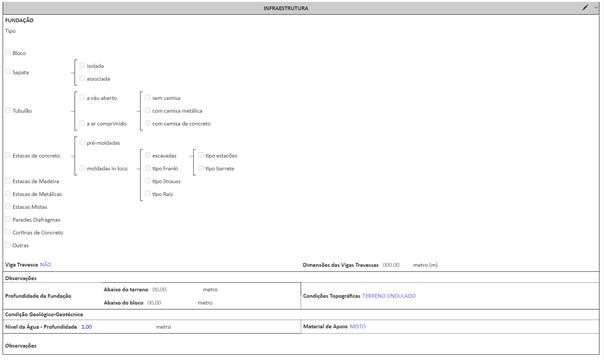 INFRAESTRUTURA
FUNDAÇÃO
Tipo
Bloco
Sapata
isolada
associada
Tubulão
a céu aberto
a ar comprimido
sem camisa
com camisa metálica
com camisa de concreto
Estacas de concreto
pré-moldadas
moldadas in loco
escavadas
tipo Franki
tipo Strauss
tipo Raiz
tipo estacões
tipo barrete
Estacas de Madeira
Estacas de Metálicas
Estacas Mistas
Paredes Diafragmas
Cortinas de Concreto
Outras
Viga Travessa NÃO Dimensões das Vigas Travessas 000.00 metro (m)
Observações
Profundidade da Fundação
Abaixo do terreno 00,00 metro
Abaixo do bloco 00,00 metro
Condições Topográficas TERRENO ONDULADO
Condição Geológico-Geotécnica
Nível da Água - Profundidade 1,00 metro Material de Apoio MISTO
Observações